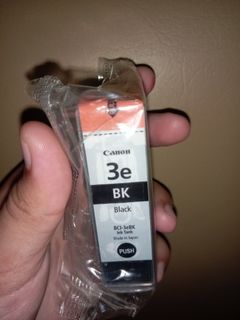 Canon
3e
BK
Black
BCI-3eBK
Ink Tank
Made in Japan
PUSH